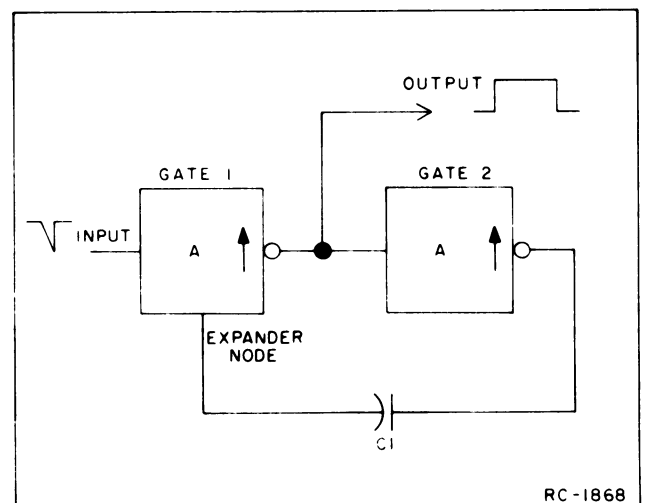 OUTPUT
GATE 1
GATE 2
INPUT
A
A
EXPANDER
NODE
C1
RC-1868